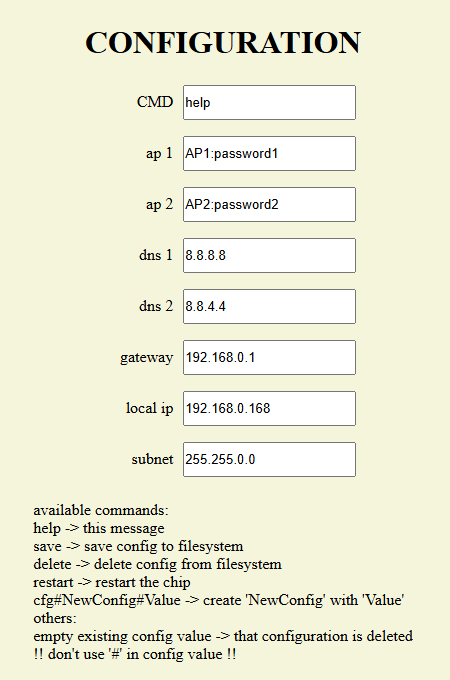 CONFIGURATION
CMD help
ap 1 AP1:password1
ap 2 AP2:password2
dns 1 8.8.8.8
dns 2 8.8.4.4
gateway 192.168.0.1
local ip 192.168.0.168
subnet 255.255.0.0
available commands:
help -> this message
save -> save config to filesystem
delete -> delete config from filesystem
restart -> restart the chip
cfg#NewConfig#Value -> create 'NewConfig' with 'Value'
others:
empty existing config value -> that configuration is deleted
!! don't use '#' in config value !!